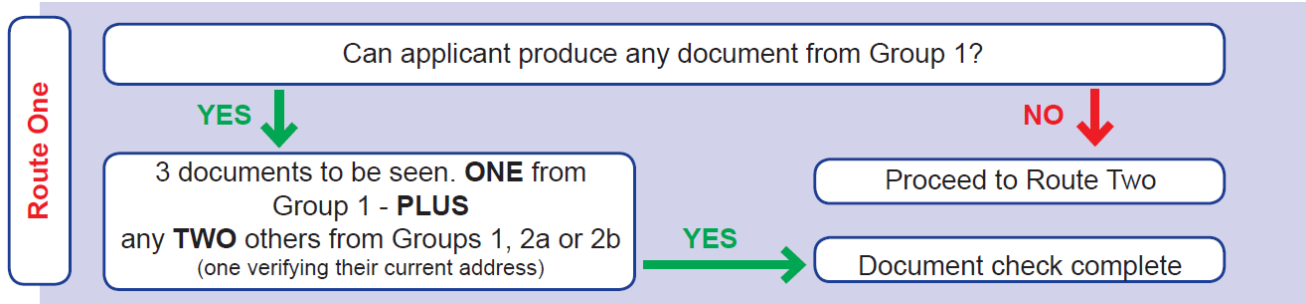 Route One
Can applicant produce any document from Group 1?
YES
NO
3 documents to be seen. ONE from
Group 1 - PLUS
any TWO others from Groups 1, 2a or 2b
(one verifying their current address)
Proceed to Route Two
YES
Document check complete